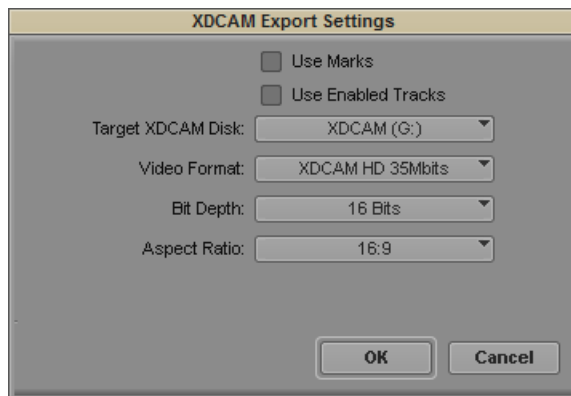 XDCAM Export Settings
Use Marks
Use Enabled Tracks
Target XDCAM Disk: XDCAM (G:)
Video Format: XDCAM HD 35Mbits
Bit Depth: 16 Bits
Aspect Ratio: 16:9
OK Cancel